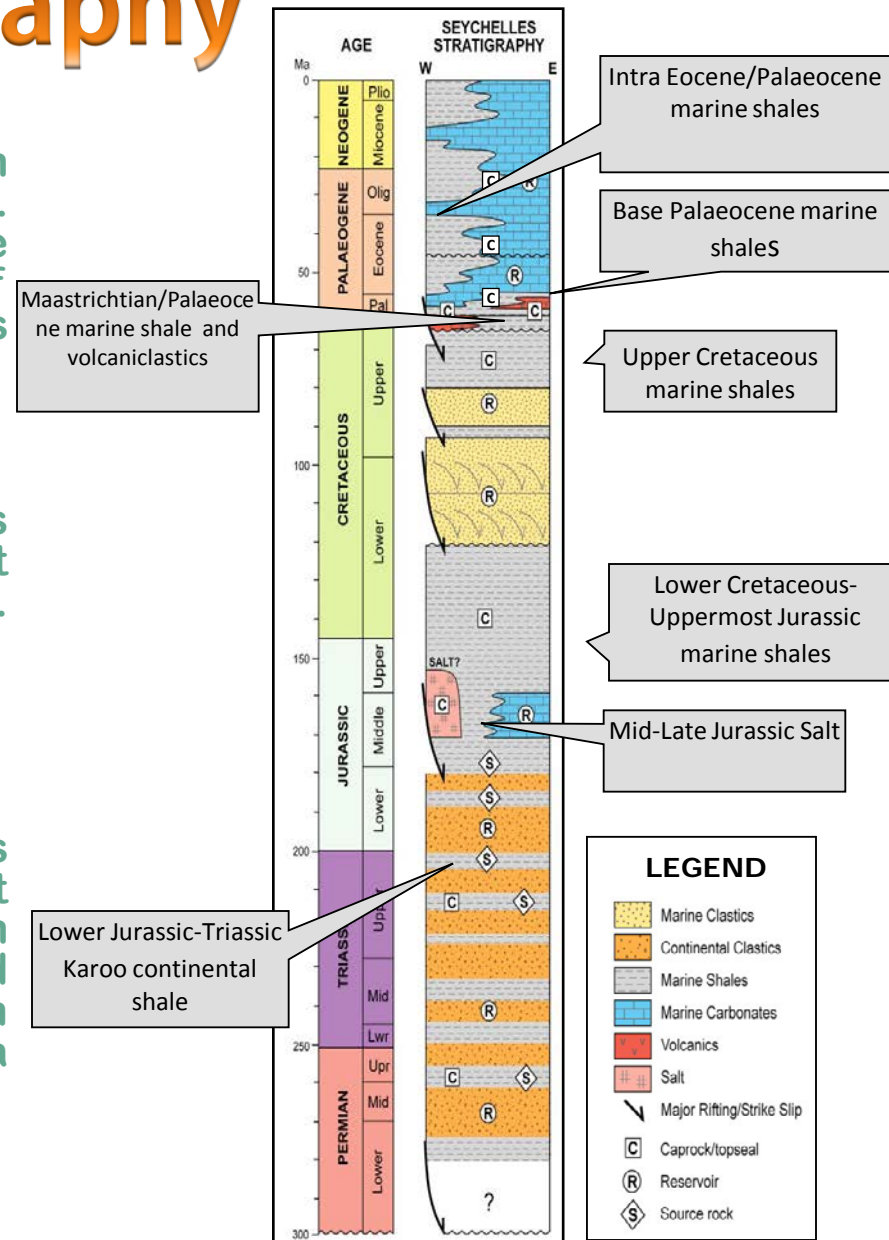 aphy
AGE
SEYCHELLES
STRATIGRAPHY
Ma
W
E
0
50
100
150
200
250
300
NEOGENE
PALAEOGENE
CRETACEOUS
JURASSIC
TRIASS
PERMIAN
Plio
Miocene
Olig
Eocene
Pal
Upper
Lower
Upper
Middle
Lower
Upper
Mid
Lwr
Upr
Mid
Lower
C
R
C
R
C
C
C
C
R
R
C
SALT?
C
R
S
S
R
S
C
S
R
C
S
R
?
Intra Eocene/Palaeocene
marine shales
Base Palaeocene marine
shales
Maastrichtian/Palaeoce
ne marine shale and
volcaniclastics
Upper Cretaceous
marine shales
Lower Cretaceous-
Uppermost Jurassic
marine shales
Mid-Late Jurassic Salt
Lower Jurassic-Triassic
Karoo continental
shale
LEGEND
Marine Clastics
Continental Clastics
Marine Shales
Marine Carbonates
Volcanics
Salt
Major Rifting/Strike Slip
C Caprock/topseal
R Reservoir
S Source rock